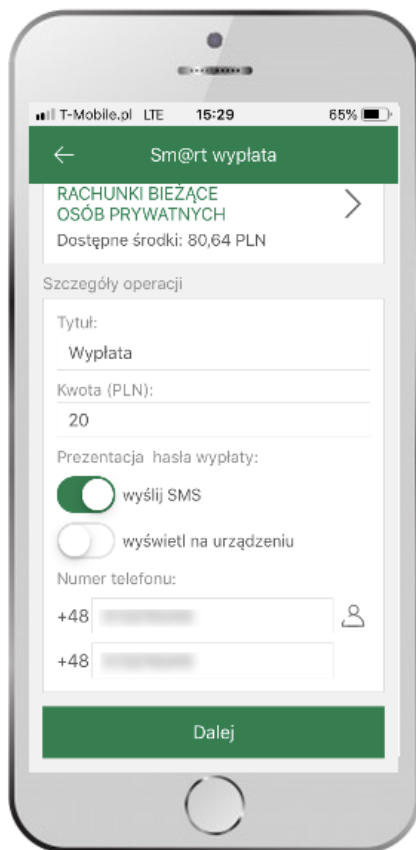 T-Mobile.pl LTE 15:29 65%
Sm@rt wypłata
RACHUNKI BIEŻĄCE
OSÓB PRYWATNYCH
Dostępne środki: 80,64 PLN
Szczegóły operacji
Tytuł:
Wypłata
Kwota (PLN):
20
Prezentacja hasła wypłaty:
wyślij SMS
wyświetl na urządzeniu
Numer telefonu:
+48
+48
Dalej